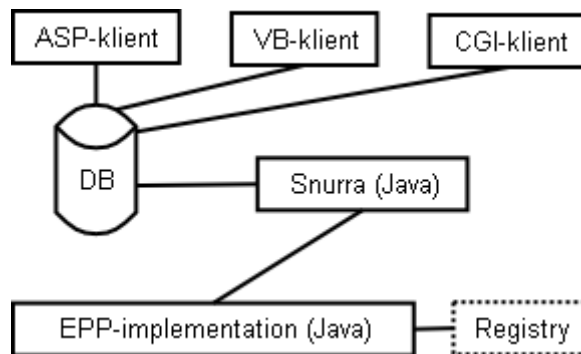 ASP-klient
VB-klient
CGI-klient
DB
Snurra (Java)
EPP-implementation (Java)
Registry